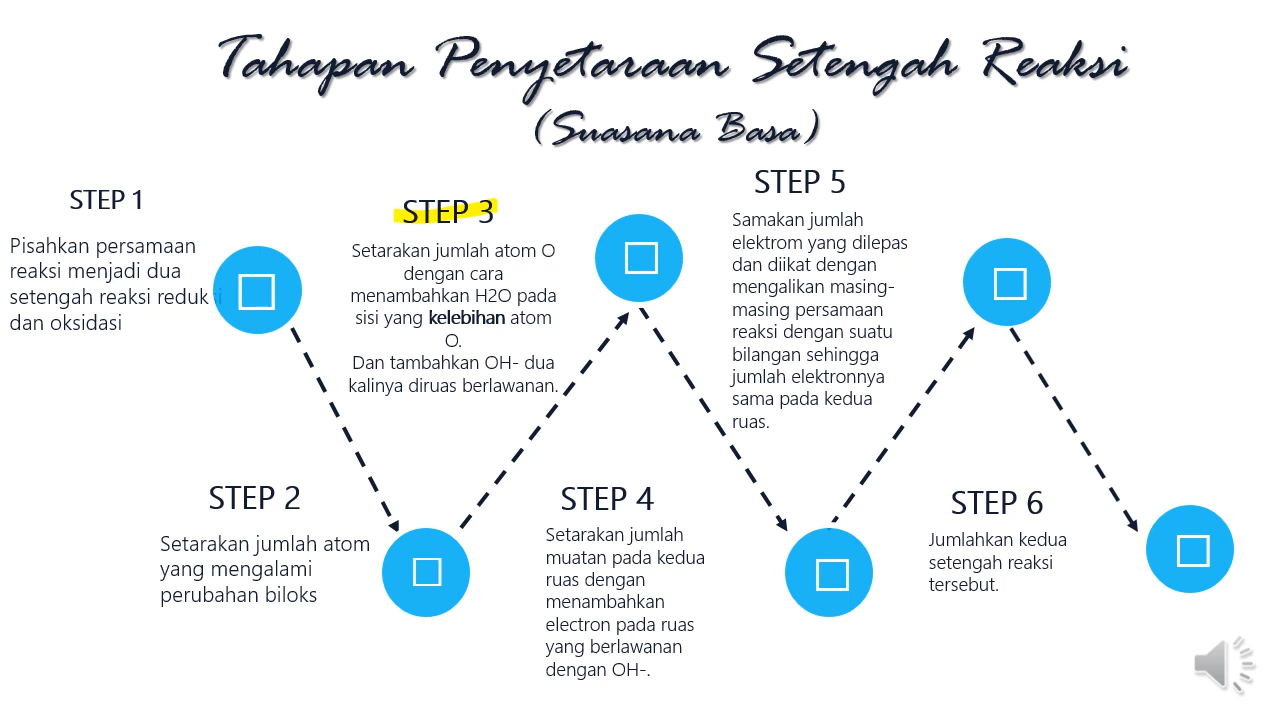 Tahapan Penyetaraan Setengah Reaksi
(Suasana Basa)
STEP 1
Pisahkan persamaan
reaksi menjadi dua
setengah reaksi reduksi
dan oksidasi
STEP 2
Setarakan jumlah atom
yang mengalami
perubahan biloks
STEP 3
Setarakan jumlah atom O
dengan cara
menambahkan H2O pada
sisi yang kelebihan atom
O.
Dan tambahkan OH- dua
kalinya diruas berlawanan.
STEP 4
Setarakan jumlah
muatan pada kedua
ruas dengan
menambahkan
electron pada ruas
yang berlawanan
dengan OH-.
STEP 5
Samakan jumlah
elektrom yang dilepas
dan diikat dengan
mengalikan masing-
masing persamaan
reaksi dengan suatu
bilangan sehingga
jumlah elektronnya
sama pada kedua
ruas.
STEP 6
Jumlahkan kedua
setengah reaksi
tersebut.